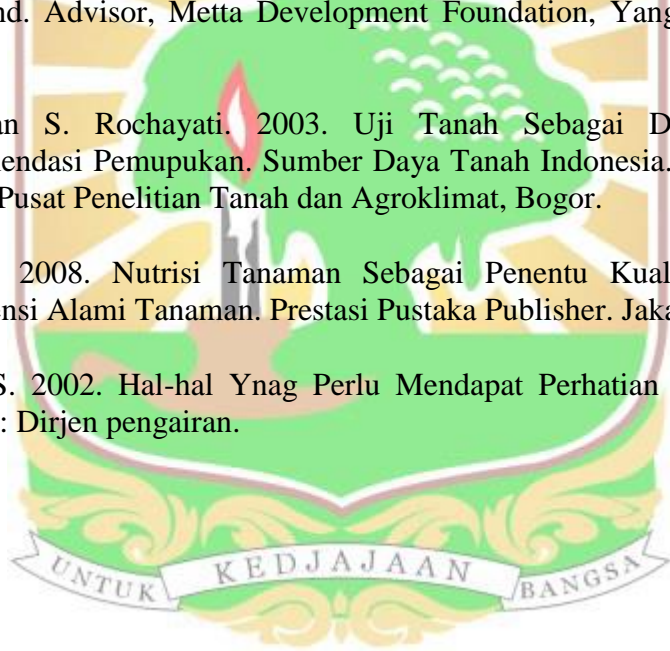 nd. Advisor, Metta Development Foundation, Yang
an S. Rochayati. 2003. Uji Tanah Sebagai D
endasi Pemupukan. Sumber Daya Tanah Indonesia.
Pusat Penelitian Tanah dan Agroklimat, Bogor.
2008. Nutrisi Tanaman Sebagai Penentu Kual
ensi Alami Tanaman. Prestasi Pustaka Publisher. Jaka
S. 2002. Hal-hal Ynag Perlu Mendapat Perhatian
: Dirjen pengairan.
UNTUK KEDJAJAAN BANGSA